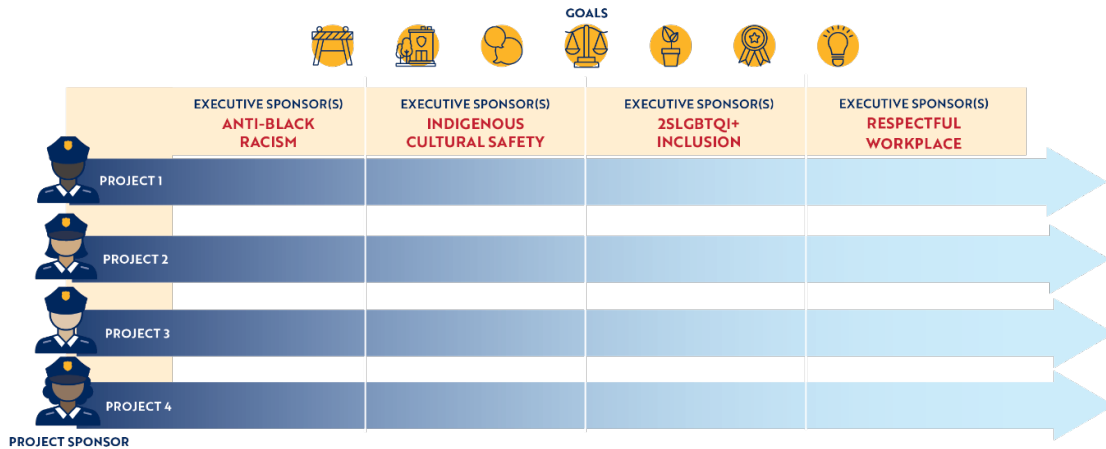 GOALS
EXECUTIVE SPONSOR(S)
ANTI-BLACK
RACISM
EXECUTIVE SPONSOR(S)
INDIGENOUS
CULTURAL SAFETY
EXECUTIVE SPONSOR(S)
2SLGBTQI+
INCLUSION
EXECUTIVE SPONSOR(S)
RESPECTFUL
WORKPLACE
PROJECT 1
PROJECT 2
PROJECT 3
PROJECT 4
PROJECT SPONSOR